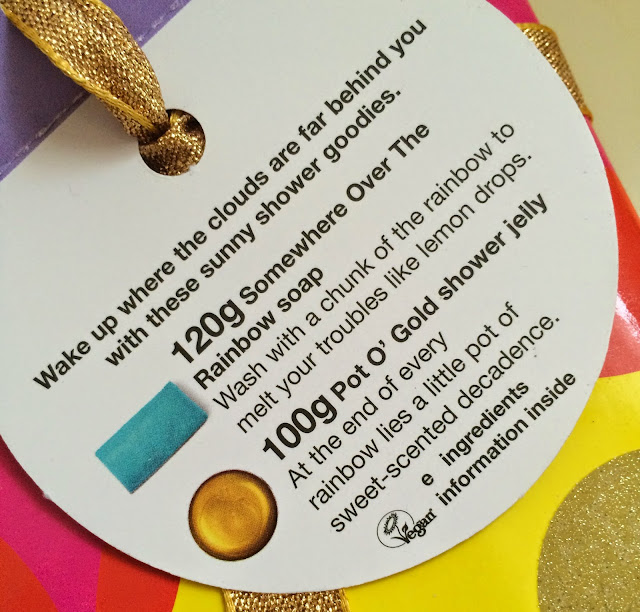 Wake up where the clouds are far behind you
with these sunny shower goodies.
120g Somewhere Over The
Rainbow soap
Wash with a chunk of the rainbow to
melt your troubles like lemon drops.
100g Pot O' Gold shower jelly
At the end of every
rainbow lies a little pot of
sweet-scented decadence.
e ingredients
information inside
Vegan